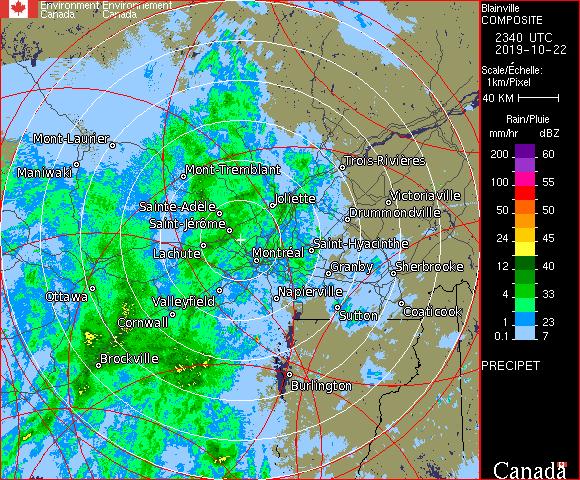 Environment Environnement
Canada Canada
Blainville
COMPOSITE
2340 UTC
2019-10-22
Scale/Échelle:
1km/Pixel
40 KM
Rain/Pluie
mm/hr dBZ
200 60
100 55
50 50
24 45
12 40
4 33
1 23
0.1 7
PRECIPET
Canada
Mont-Laurier
Maniwaki
Mont-Tremblant
Trois-Rivières
Joliette
Victoriaville
Sainte-Adele
Drummondville
Saint-Jérôme
Lachute
Montréal
Saint-Hyacinthe
Granby
Sherbrooke
Ottawa
Valleyfield
Napierville
Cornwall
Sutton
Coaticook
Brockville
Burlington